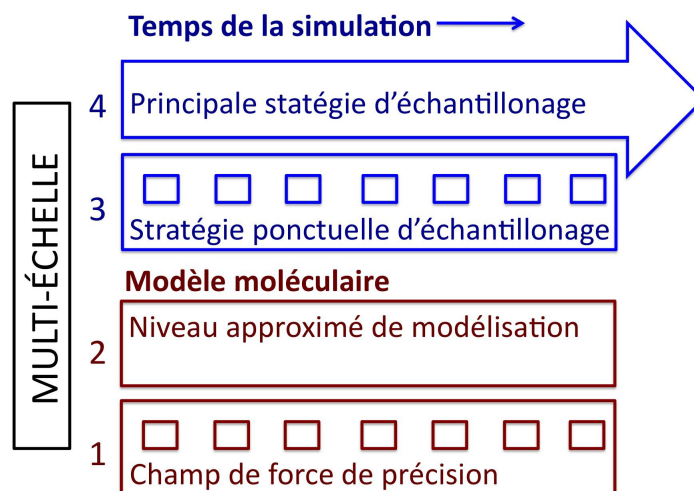 Temps de la simulation
4
Principale statégie d'échantillonage
3
Stratégie ponctuelle d'échantillonage
MULTI-ÉCHELLE
Modèle moléculaire
2
Niveau approximé de modélisation
1
Champ de force de précision